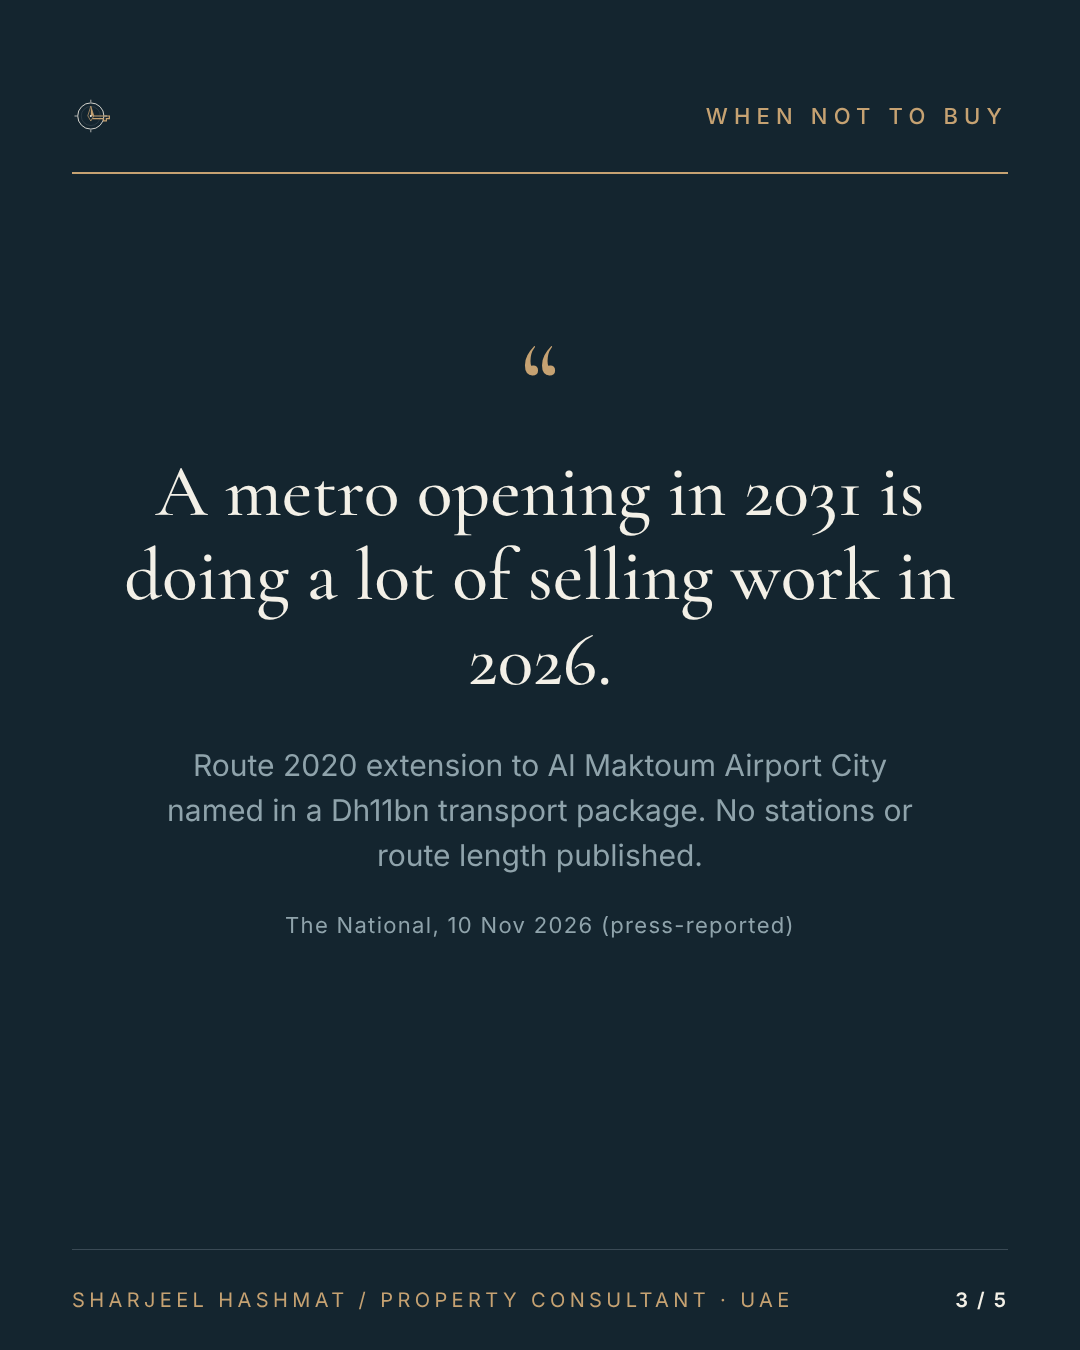 WHEN NOT TO BUY
“
A metro opening in 2031 is
doing a lot of selling work in
2026.
Route 2020 extension to Al Maktoum Airport City
named in a Dh11bn transport package. No stations or
route length published.
The National, 10 Nov 2026 (press-reported)
SHARJEEL HASHMAT / PROPERTY CONSULTANT · UAE
3 / 5